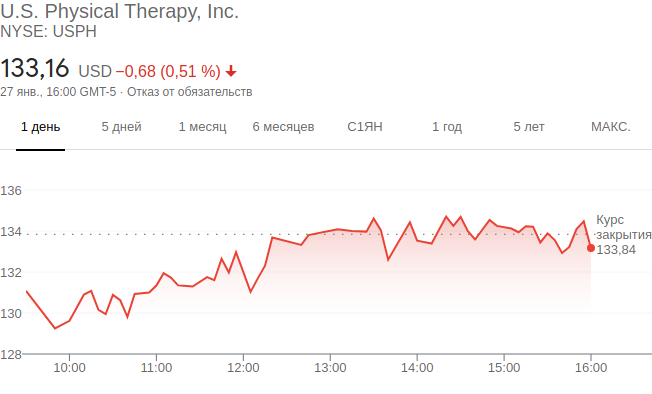 U.S. Physical Therapy, Inc.
NYSE: USPH
133,16 USD −0,68 (0,51 %)
27 янв., 16:00 GMT-5 · Отказ от обязательств
1 день 5 дней 1 месяц 6 месяцев С1ЯН 1 год 5 лет МАКС.
136
134
132
130
128
Курс
закрытия
133,84
10:00 11:00 12:00 13:00 14:00 15:00 16:00